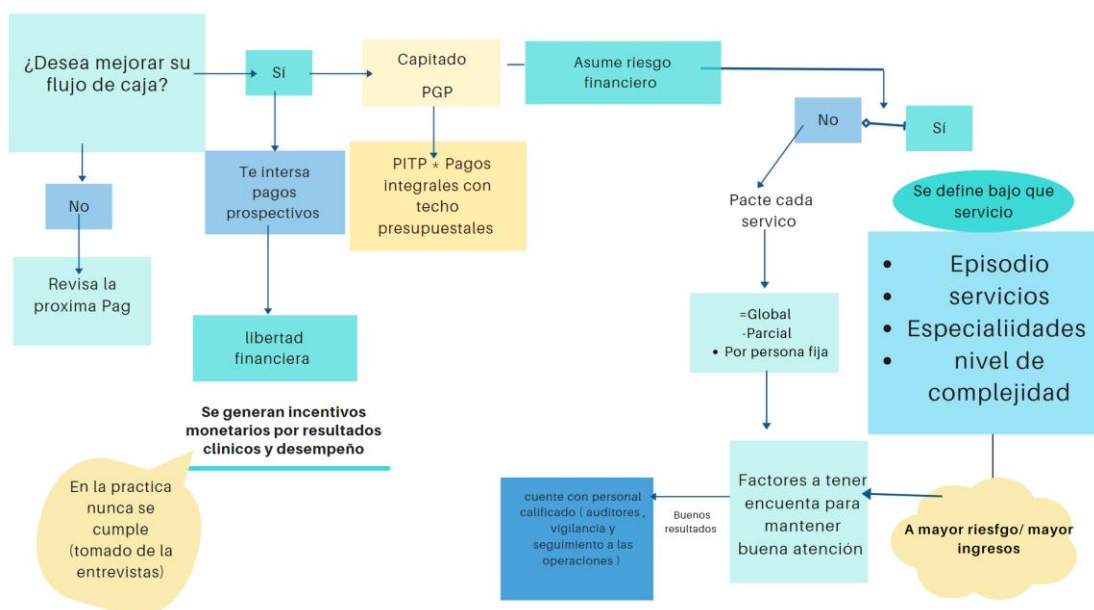 ¿Desea mejorar su
flujo de caja?
Sí
Capitado
PGP
Asume riesgo
financiero
No
Sí
No
Te intersa
pagos
prospectivos
PITP * Pagos
integrales con
techo
presupuestales
Pacte cada
servico
Se define bajo que
servicio
Revisa la
proxima Pag
libertad
financiera
=Global
-Parcial
• Por persona fija
• Episodio
• servicios
• Especialiidades
• nivel de
complejidad
Se generan incentivos
monetarios por resultados
clinicos y desempeño
En la practica
nunca se
cumple
(tomado de la
entrevistas)
cuente con personal
calificado ( auditores ,
vigilancia y
seguimiento a las
operaciones )
Buenos
resultados
Factores a tener
encuenta para
mantener
buena atención
A mayor riesfgo/ mayor
ingresos